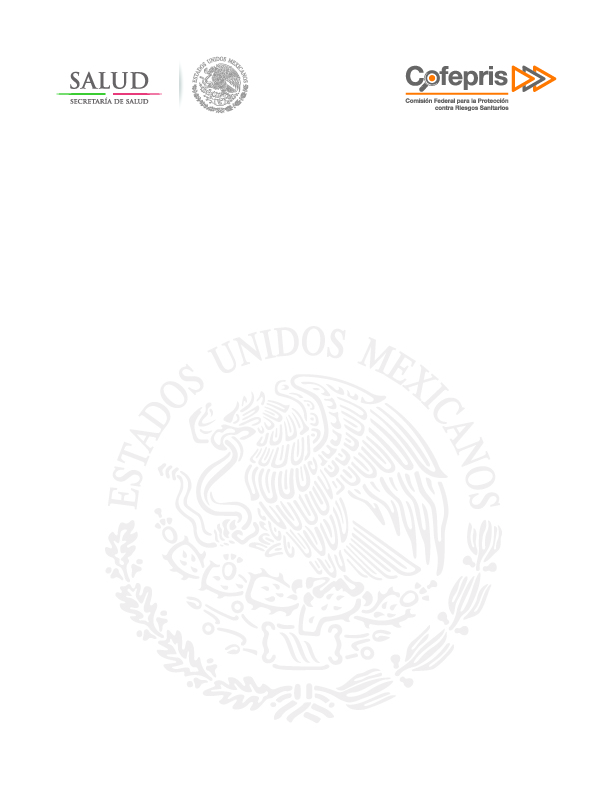 SALUD
SECRETARÍA DE SALUD
ESTADOS UNIDOS MEXICANOS
Cofepris
Comisión Federal para la Protección
contra Riesgos Sanitarios
ESTADOS UNIDOS MEXICANOS